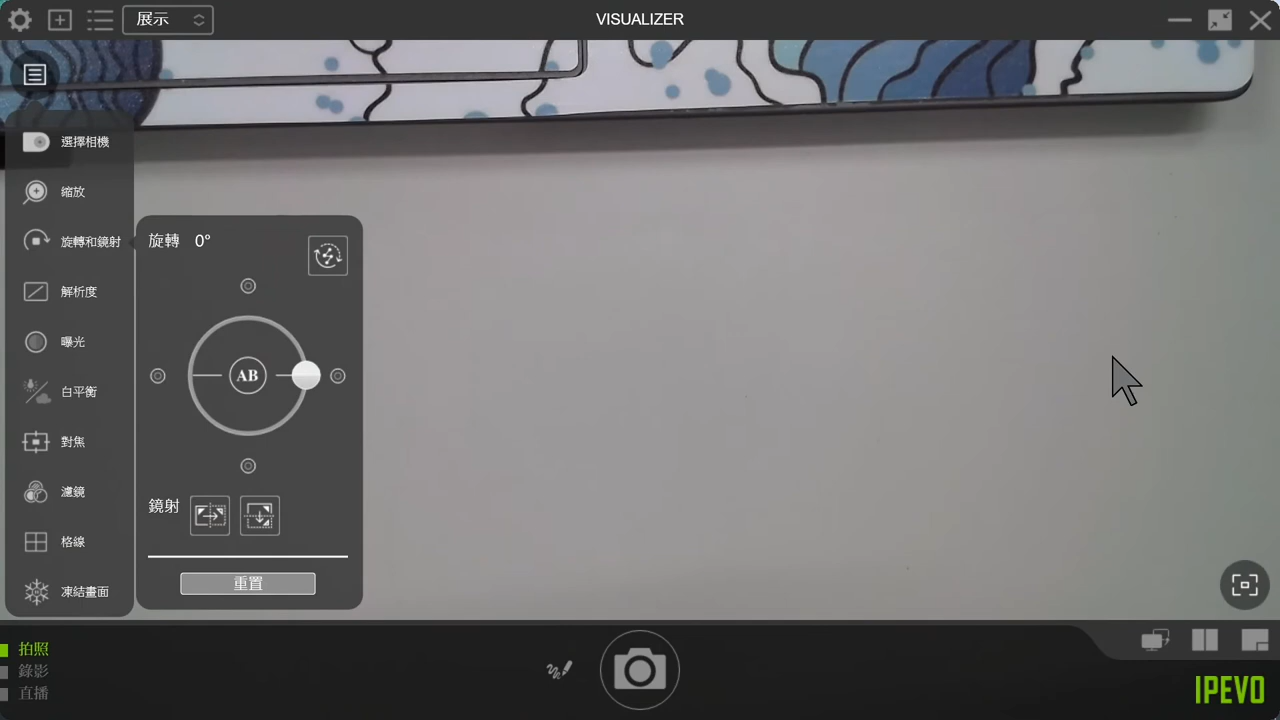 展示
VISUALIZER
選擇相機
縮放
旋轉和鏡射
解析度
曝光
白平衡
對焦
濾鏡
格線
凍結畫面
旋轉 0°
AB
鏡射
重置
拍照
錄影
直播
IPEVO